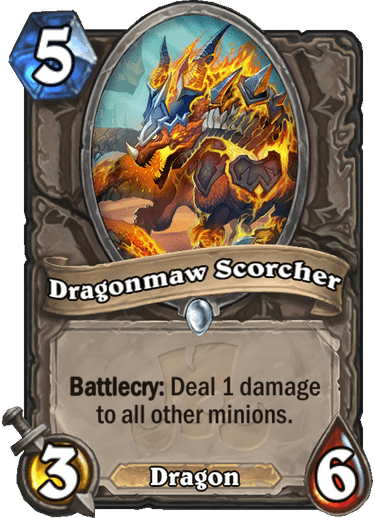 5
Dragonmaw Scorcher
Battlecry: Deal 1 damage
to all other minions.
3
Dragon
6